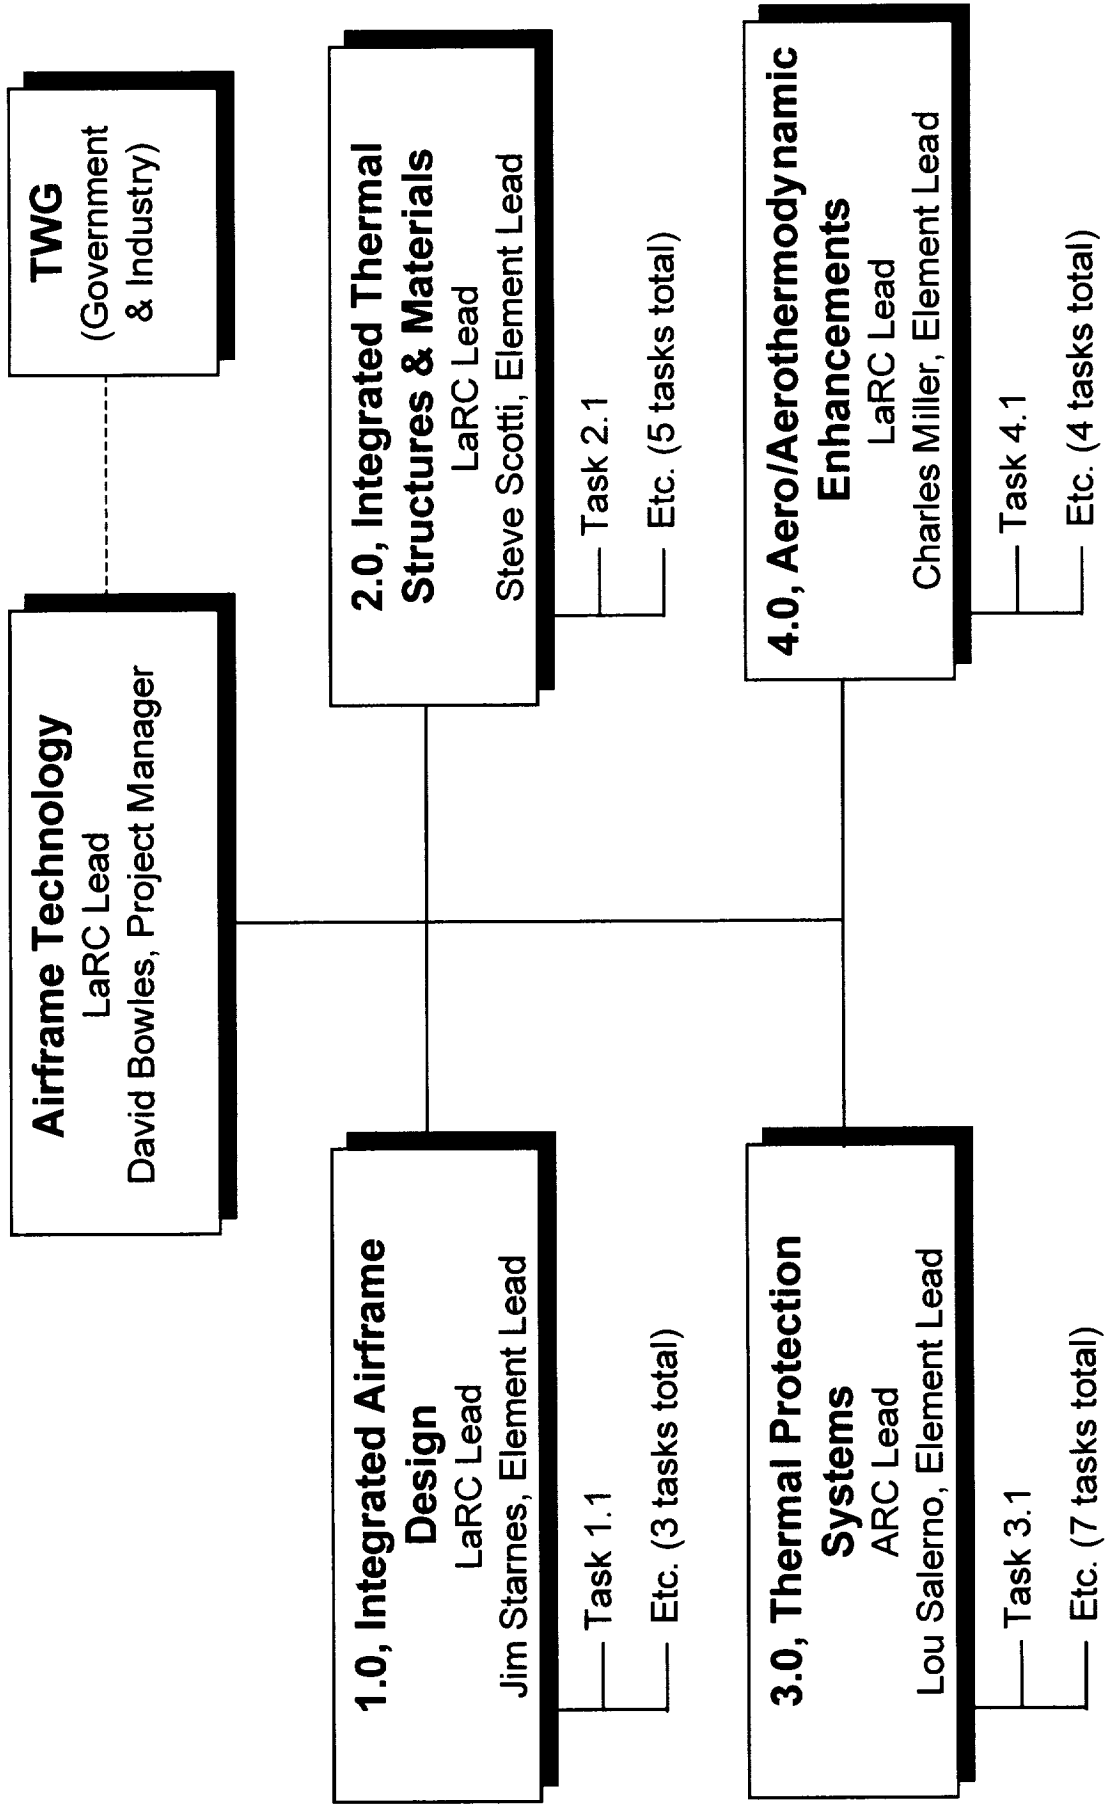 Airframe Technology
LaRC Lead
David Bowles, Project Manager
TWG
(Government
& Industry)
1.0, Integrated Airframe
Design
LaRC Lead
Jim Starnes, Element Lead
Task 1.1
Etc. (3 tasks total)
2.0, Integrated Thermal
Structures & Materials
LaRC Lead
Steve Scotti, Element Lead
Task 2.1
Etc. (5 tasks total)
3.0, Thermal Protection
Systems
ARC Lead
Lou Salerno, Element Lead
Task 3.1
Etc. (7 tasks total)
4.0, Aero/Aerothermodynamic
Enhancements
LaRC Lead
Charles Miller, Element Lead
Task 4.1
Etc. (4 tasks total)